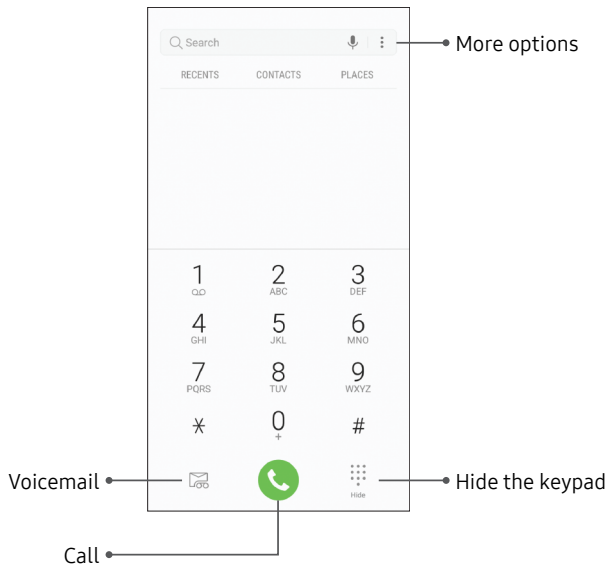 Search
More options
RECENTS CONTACTS PLACES
1 2 3
ABC DEF
4 5 6
GHI JKL MNO
7 8 9
PQRS TUV WXYZ
* 0 #
+
Voicemail
Hide the keypad
Hide
Call